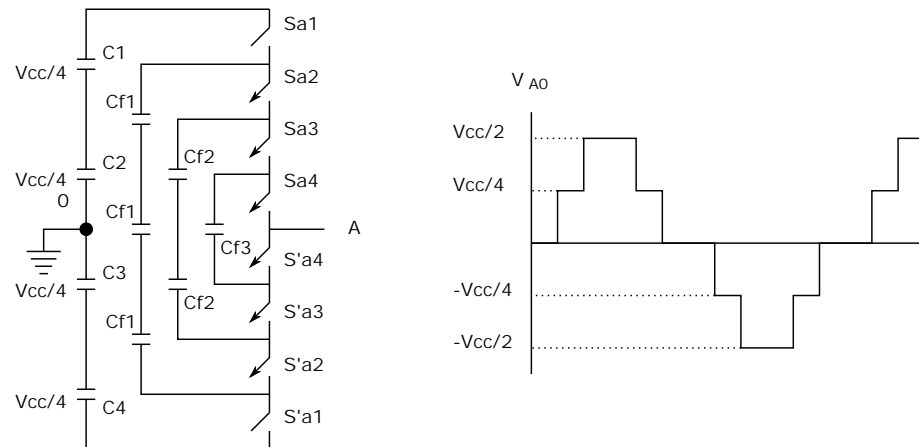 Sa1
C1
Vcc/4
Sa2
Cf1
Sa3
Cf2
C2
Vcc/4
Sa4
0
Cf1
A
Cf3
S'a4
C3
Vcc/4
Cf2
S'a3
Cf1
S'a2
Vcc/4
C4
S'a1
V A0
Vcc/2
Vcc/4
-Vcc/4
-Vcc/2